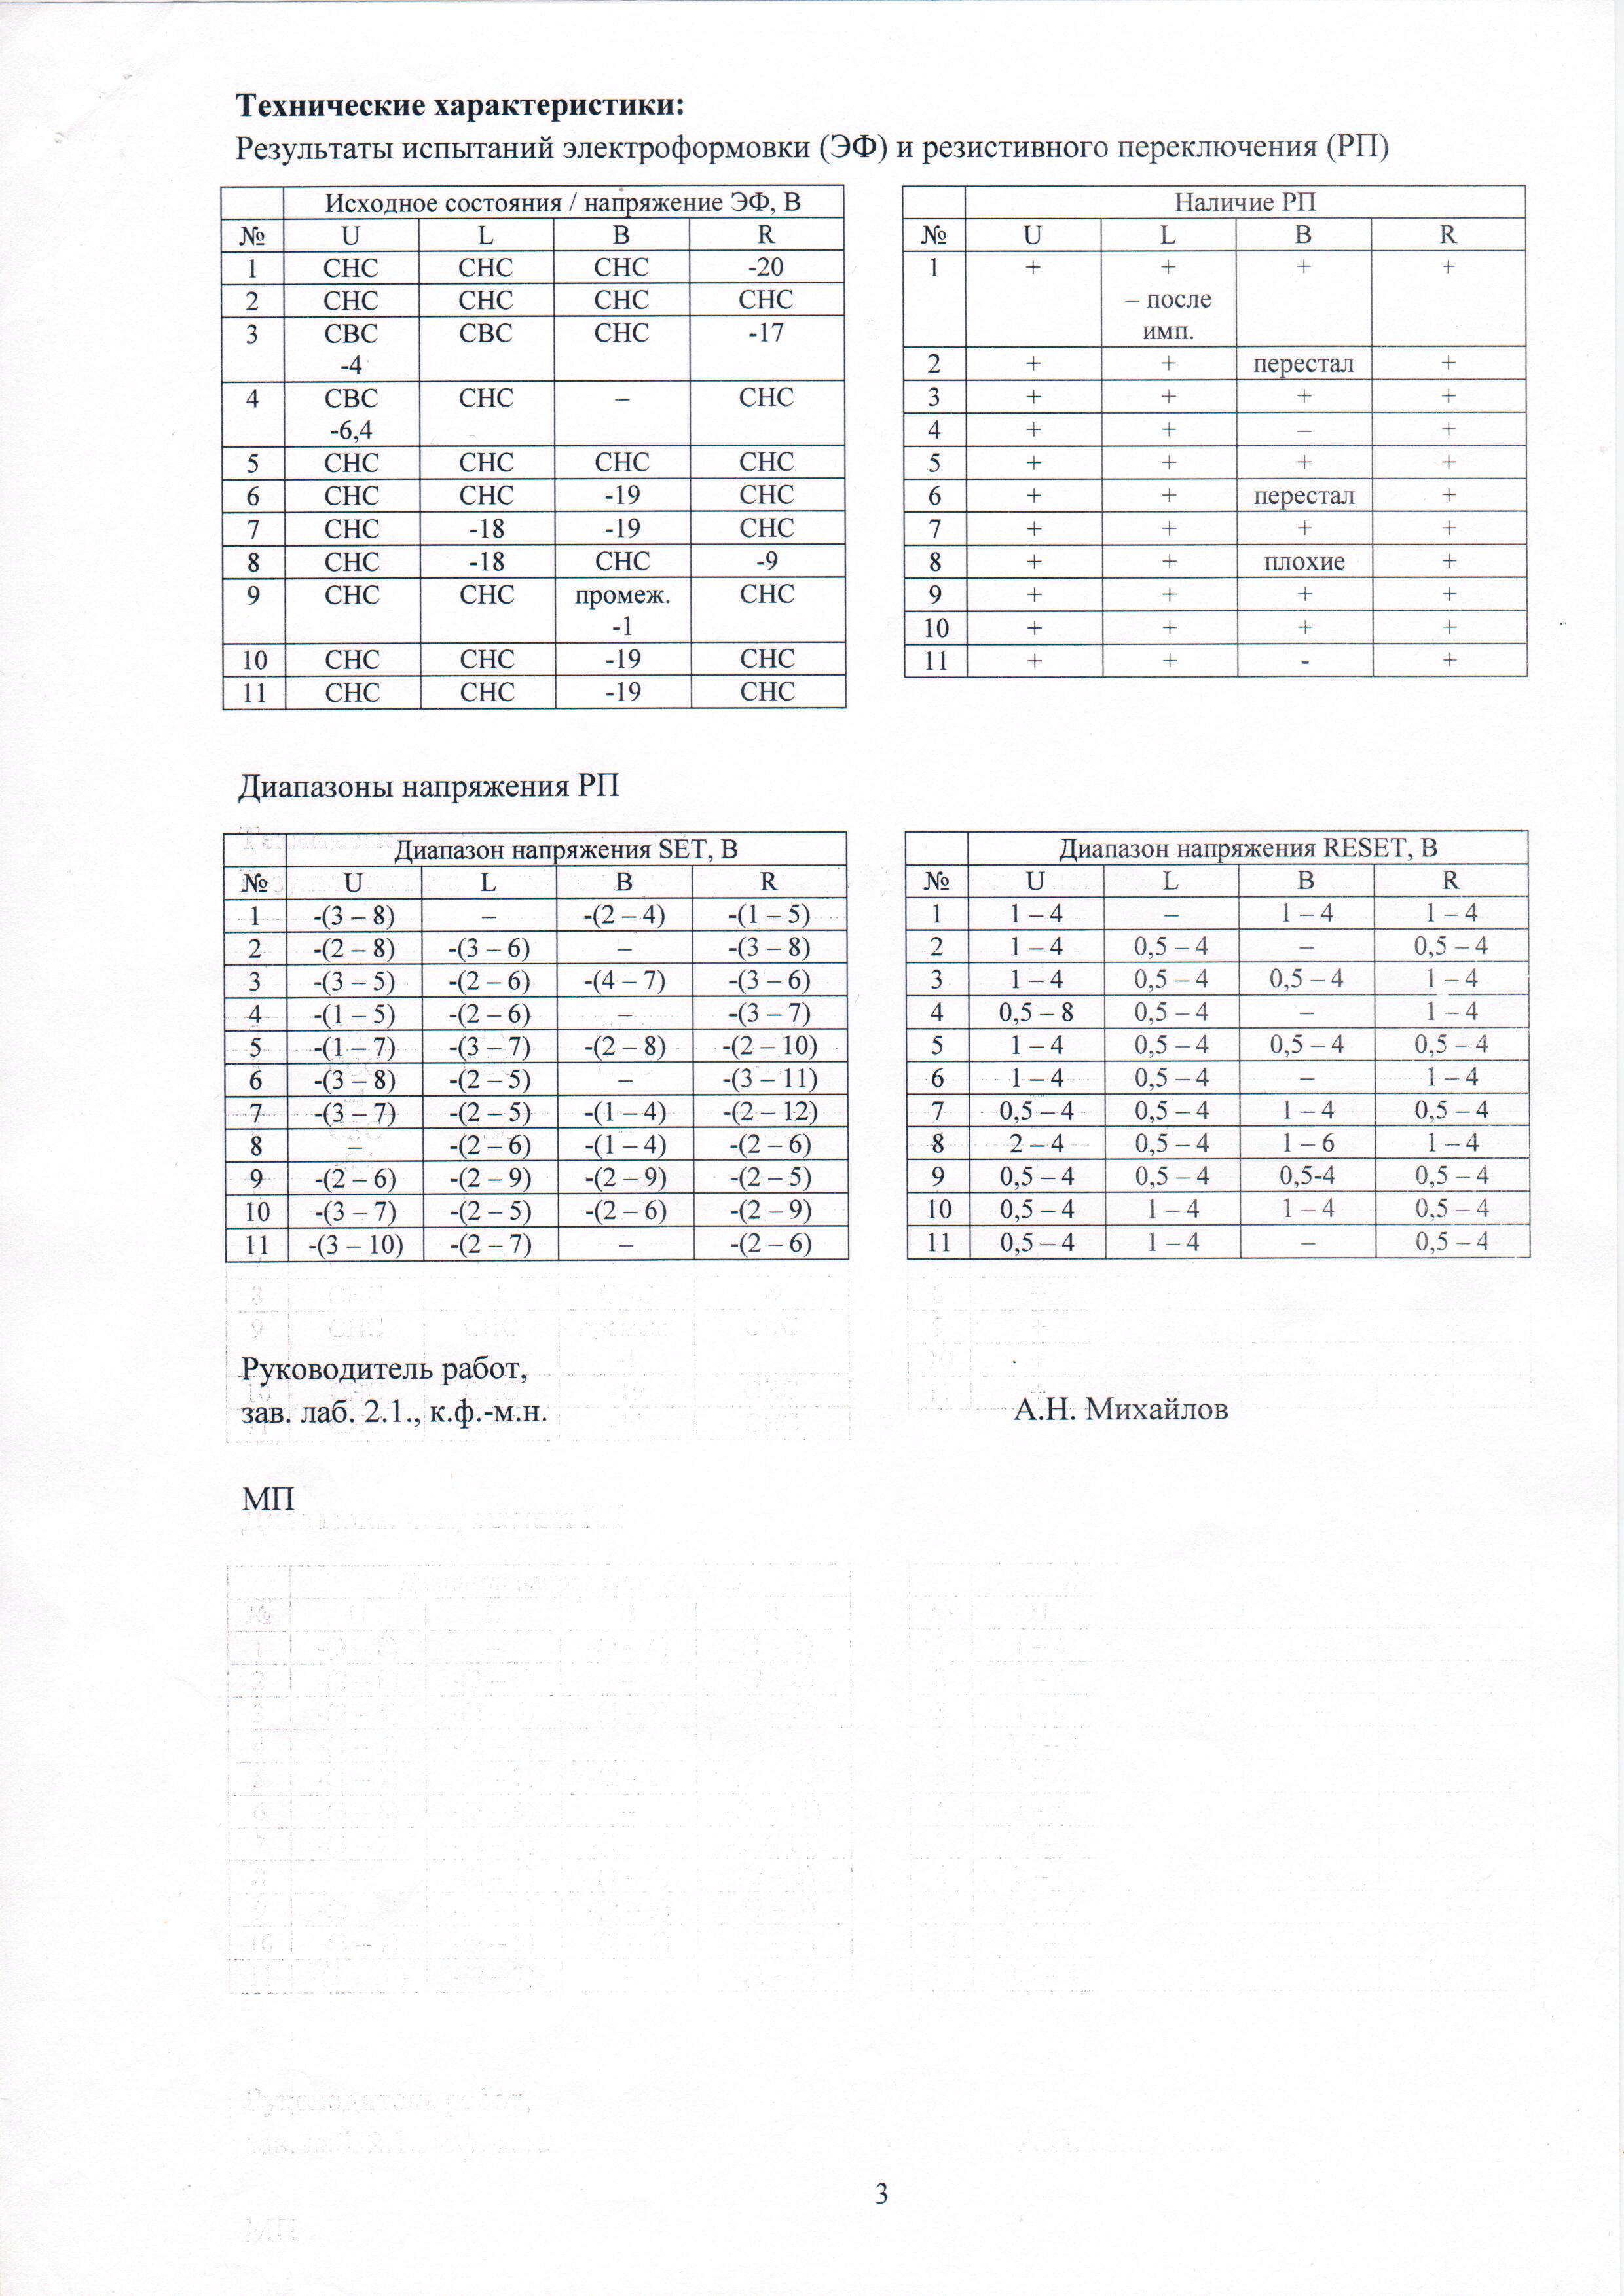 Технические характеристики:
Результаты испытаний электроформовки (ЭФ) и резистивного переключения (РП)
Исходное состояния / напряжение ЭФ, В
№ U L B R
1 СНС СНС СНС -20
2 СНС СНС СНС СНС
3 СВС СВС СНС -17
-4
4 СВС СНС – СНС
-6,4
5 СНС СНС СНС СНС
6 СНС СНС -19 СНС
7 СНС -18 -19 СНС
8 СНС -18 СНС -9
9 СНС СНС промеж. СНС
-1
10 СНС СНС -19 СНС
11 СНС СНС -19 СНС
Наличие РП
№ U L B R
1 + + + +
– после
имп.
2 + + перестал +
3 + + + +
4 + + – +
5 + + + +
6 + + перестал +
7 + + + +
8 + + плохие +
9 + + + +
10 + + + +
11 + + - +
Диапазоны напряжения РП
Диапазон напряжения SET, В
№ U L B R
1 -(3 – 8) – -(2 – 4) -(1 – 5)
2 -(2 – 8) -(3 – 6) – -(3 – 8)
3 -(3 – 5) -(2 – 6) -(4 – 7) -(3 – 6)
4 -(1 – 5) -(2 – 6) – -(3 – 7)
5 -(1 – 7) -(3 – 7) -(2 – 8) -(2 – 10)
6 -(3 – 8) -(2 – 5) – -(3 – 11)
7 -(3 – 7) -(2 – 5) -(1 – 4) -(2 – 12)
8 – -(2 – 6) -(1 – 4) -(2 – 6)
9 -(2 – 6) -(2 – 9) -(2 – 9) -(2 – 5)
10 -(3 – 7) -(2 – 5) -(2 – 6) -(2 – 9)
11 -(3 – 10) -(2 – 7) – -(2 – 6)
Диапазон напряжения RESET, В
№ U L B R
1 1 – 4 – 1 – 4 1 – 4
2 1 – 4 0,5 – 4 – 0,5 – 4
3 1 – 4 0,5 – 4 0,5 – 4 1 – 4
4 0,5 – 8 0,5 – 4 – 1 – 4
5 1 – 4 0,5 – 4 0,5 – 4 0,5 – 4
6 1 – 4 0,5 – 4 – 1 – 4
7 0,5 – 4 0,5 – 4 1 – 4 0,5 – 4
8 2 – 4 0,5 – 4 1 – 6 1 – 4
9 0,5 – 4 0,5 – 4 0,5-4 0,5 – 4
10 0,5 – 4 1 – 4 1 – 4 0,5 – 4
11 0,5 – 4 1 – 4 – 0,5 – 4
Руководитель работ,
зав. лаб. 2.1., к.ф.-м.н. А.Н. Михайлов
МП
3